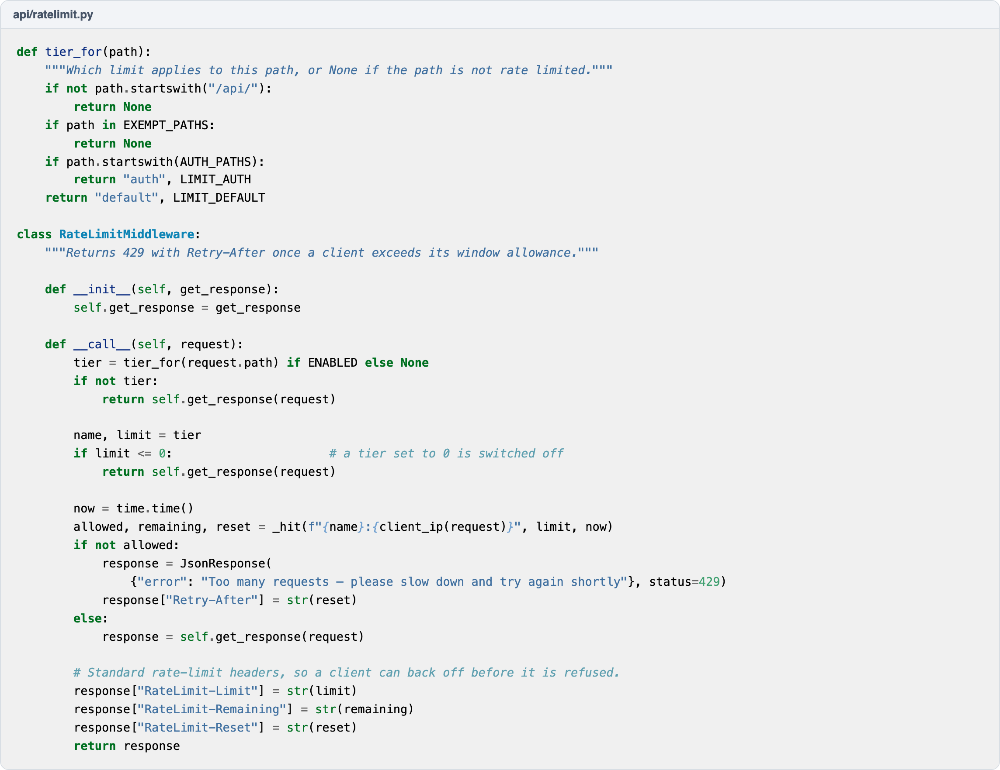 api/ratelimit.py
def tier_for(path):
    """Which limit applies to this path, or None if the path is not rate limited."""
    if not path.startswith("/api/"):
        return None
    if path in EXEMPT_PATHS:
        return None
    if path.startswith(AUTH_PATHS):
        return "auth", LIMIT_AUTH
    return "default", LIMIT_DEFAULT
class RateLimitMiddleware:
    """Returns 429 with Retry-After once a client exceeds its window allowance."""
    def __init__(self, get_response):
        self.get_response = get_response
    def __call__(self, request):
        tier = tier_for(request.path) if ENABLED else None
        if not tier:
            return self.get_response(request)
        name, limit = tier
        if limit <= 0:                      # a tier set to 0 is switched off
            return self.get_response(request)
        now = time.time()
        allowed, remaining, reset = _hit(f"{name}:{client_ip(request)}", limit, now)
        if not allowed:
            response = JsonResponse(
                {"error": "Too many requests — please slow down and try again shortly"}, status=429)
            response["Retry-After"] = str(reset)
        else:
            response = self.get_response(request)
        # Standard rate-limit headers, so a client can back off before it is refused.
        response["RateLimit-Limit"] = str(limit)
        response["RateLimit-Remaining"] = str(remaining)
        response["RateLimit-Reset"] = str(reset)
        return response